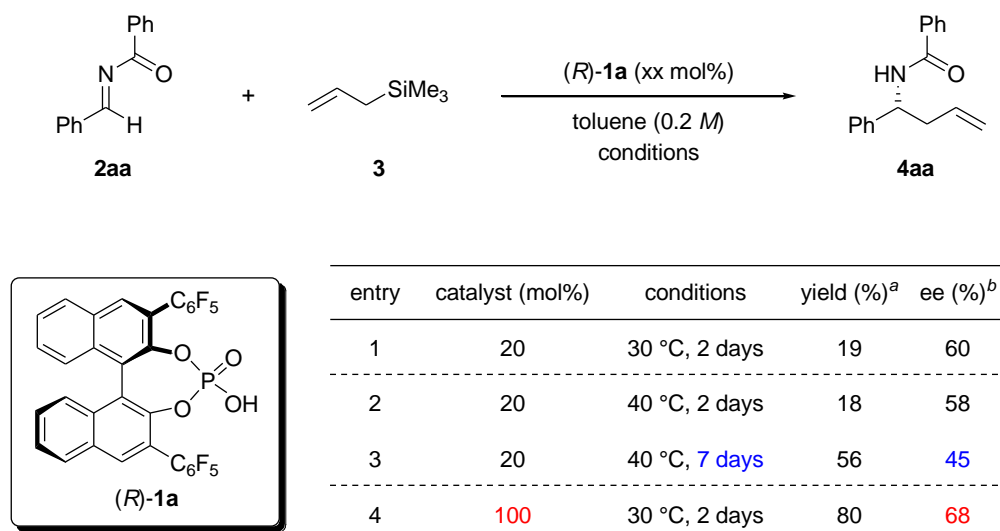 Ph
N
O
Ph
H
2aa
+
SiMe3
3
(R)-1a (xx mol%)
toluene (0.2 M)
conditions
Ph
HN
O
Ph
4aa
C6F5
O
O
P
OH
O
C6F5
(R)-1a
entry catalyst (mol%) conditions yield (%)a ee (%)b
1 20 30 °C, 2 days 19 60
2 20 40 °C, 2 days 18 58
3 20 40 °C, 7 days 56 45
4 100 30 °C, 2 days 80 68